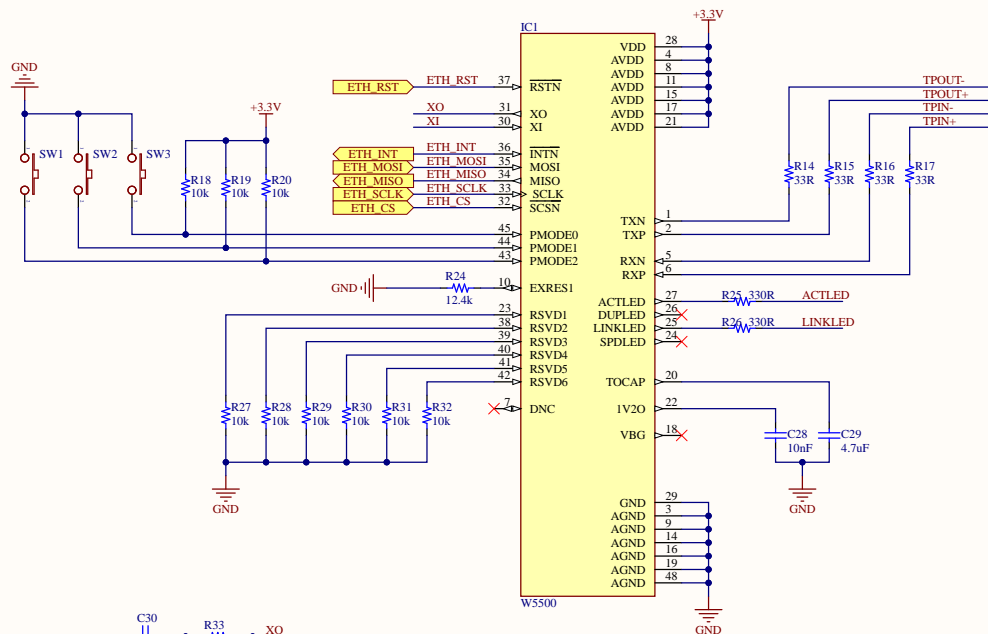 +3.3V
IC1
GND
+3.3V
SW1 SW2 SW3
R18 10k
R19 10k
R20 10k
ETH_RST ETH_RST 37 RSTN
XO 31 XO
XI 30 XI
ETH_INT ETH_INT 36 INTN
ETH_MOSI ETH_MOSI 35 MOSI
ETH_MISO ETH_MISO 34 MISO
ETH_SCLK ETH_SCLK 33 SCLK
ETH_CS ETH_CS 32 SCSN
45 PMODE0
44 PMODE1
43 PMODE2
GND R24 12.4k 10 EXRES1
23 RSVD1
38 RSVD2
39 RSVD3
40 RSVD4
41 RSVD5
42 RSVD6
7 DNC
R27 10k
R28 10k
R29 10k
R30 10k
R31 10k
R32 10k
GND
VDD 28
AVDD 4
AVDD 8
AVDD 11
AVDD 15
AVDD 17
AVDD 21
TPOUT-
TPOUT+
TPIN-
TPIN+
R14 33R
R15 33R
R16 33R
R17 33R
TXN 1
TXP 2
RXN 5
RXP 6
ACTLED 27 R25 330R ACTLED
DUPLED 26
LINKLED 25 R26 330R LINKLED
SPDLED 24
TOCAP 20
1V2O 22
VBG 18
C28 10nF
C29 4.7uF
GND
GND 29
AGND 3
AGND 9
AGND 14
AGND 16
AGND 19
AGND 48
W5500
GND
C30
R33
XO